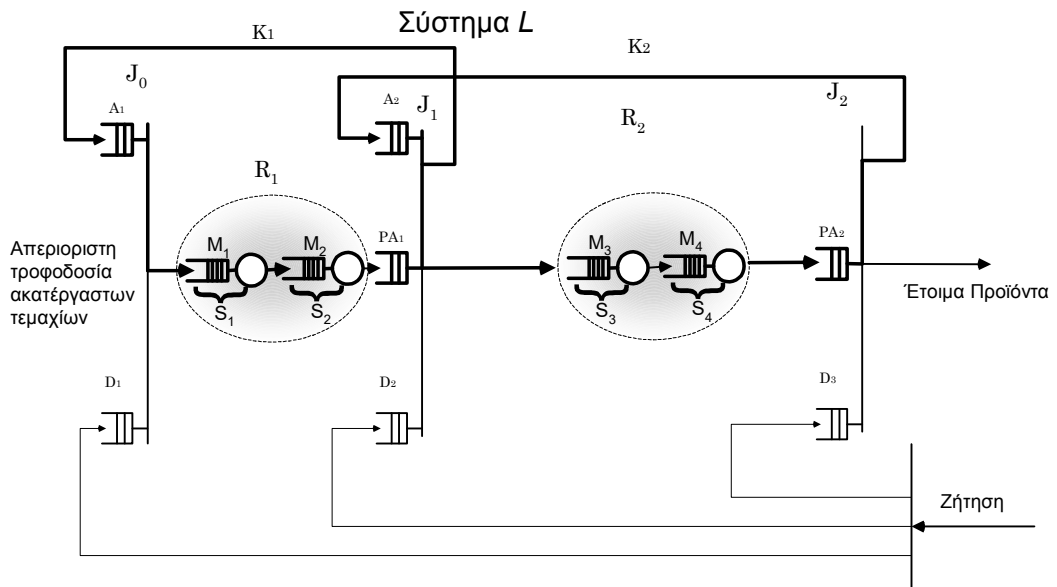 Σύστημα L
K1
K2
J0
J1
J2
A1
A2
R1
R2
M1
M2
PA1
M3
M4
PA2
Απεριοριστη
τροφοδοσία
ακατέργαστων
τεμαχίων
S1
S2
S3
S4
Έτοιμα Προϊόντα
D1
D2
D3
Ζήτηση